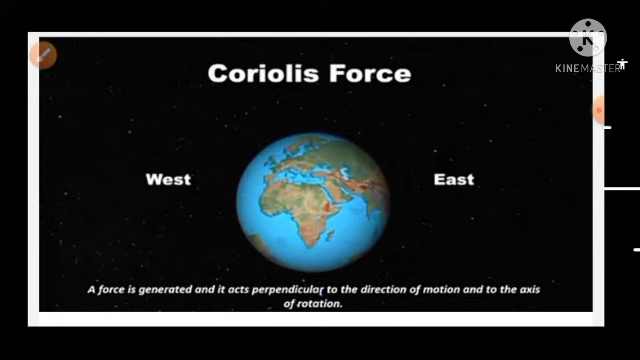 Coriolis Force
KINEMASTER
West
East
A force is generated and it acts perpendicular to the direction of motion and to the axis
of rotation.